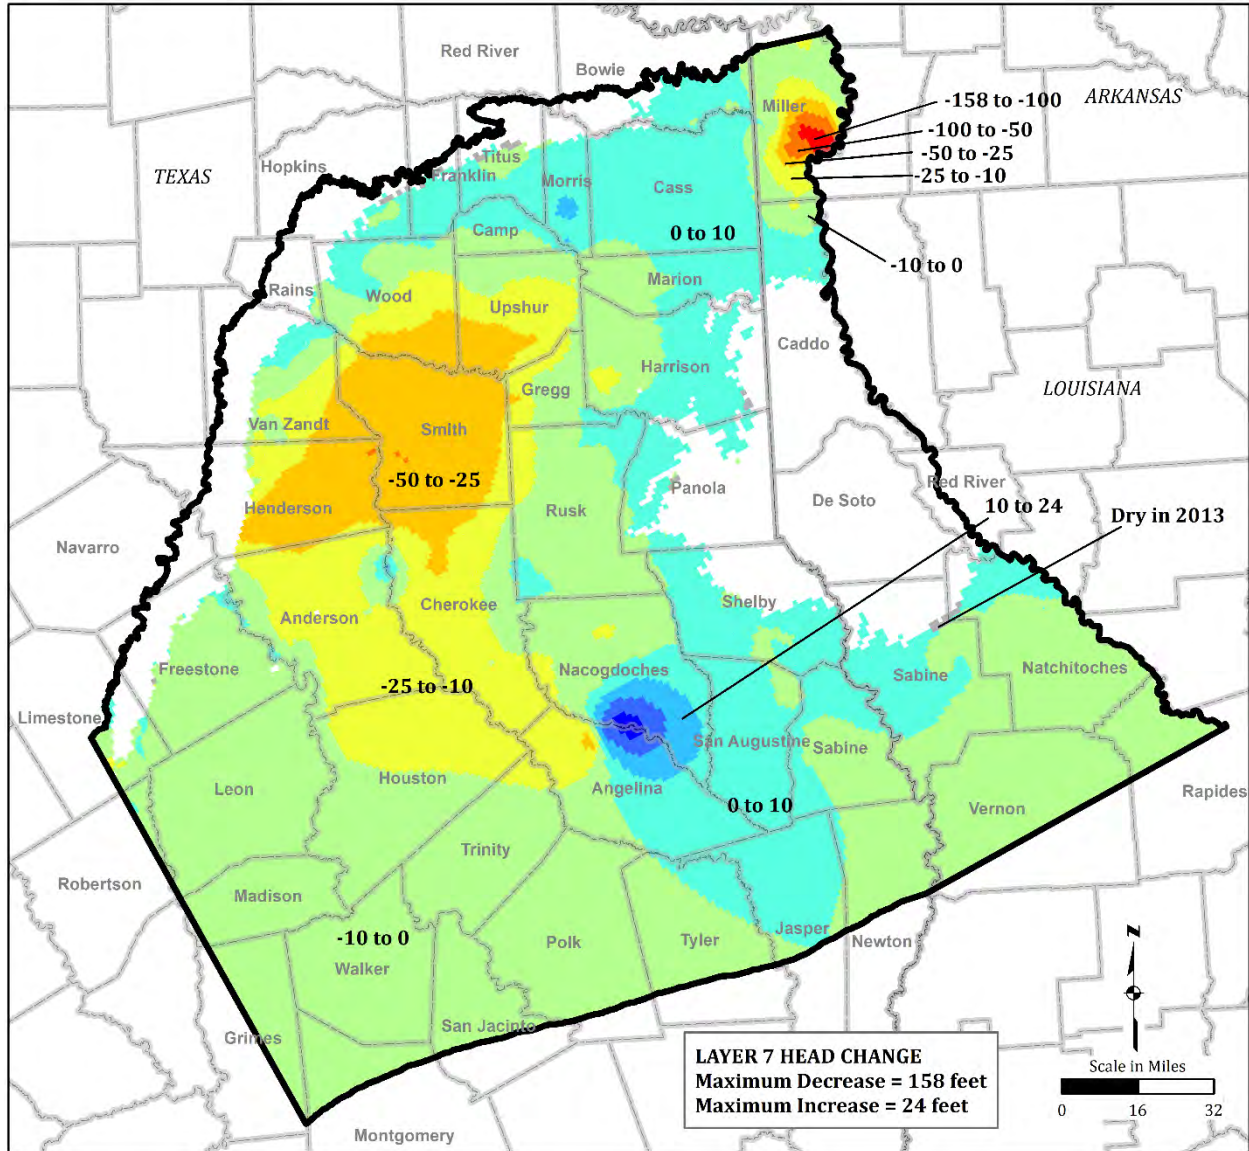 Red River
Bowie
Miller
-158 to -100
ARKANSAS
-100 to -50
-50 to -25
-25 to -10
Hopkins
Titus
TEXAS
Franklin
Morris
Cass
Camp
0 to 10
-10 to 0
Rains
Wood
Marion
Upshur
Caddo
Harrison
Gregg
LOUISIANA
Van Zandt
Smith
-50 to -25
Panola
Red River
De Soto
Henderson
Rusk
10 to 24
Dry in 2013
Navarro
Shelby
Cherokee
Anderson
Freestone
Nacogdoches
Sabine
Natchitoches
-25 to -10
Limestone
San Augustine
Sabine
Houston
Leon
Angelina
0 to 10
Vernon
Rapides
Trinity
Robertson
Madison
-10 to 0
Polk
Tyler
Jasper
Newton
Walker
N
Grimes
San Jacinto
LAYER 7 HEAD CHANGE
Maximum Decrease = 158 feet
Maximum Increase = 24 feet
Scale in Miles
0 16 32
Montgomery